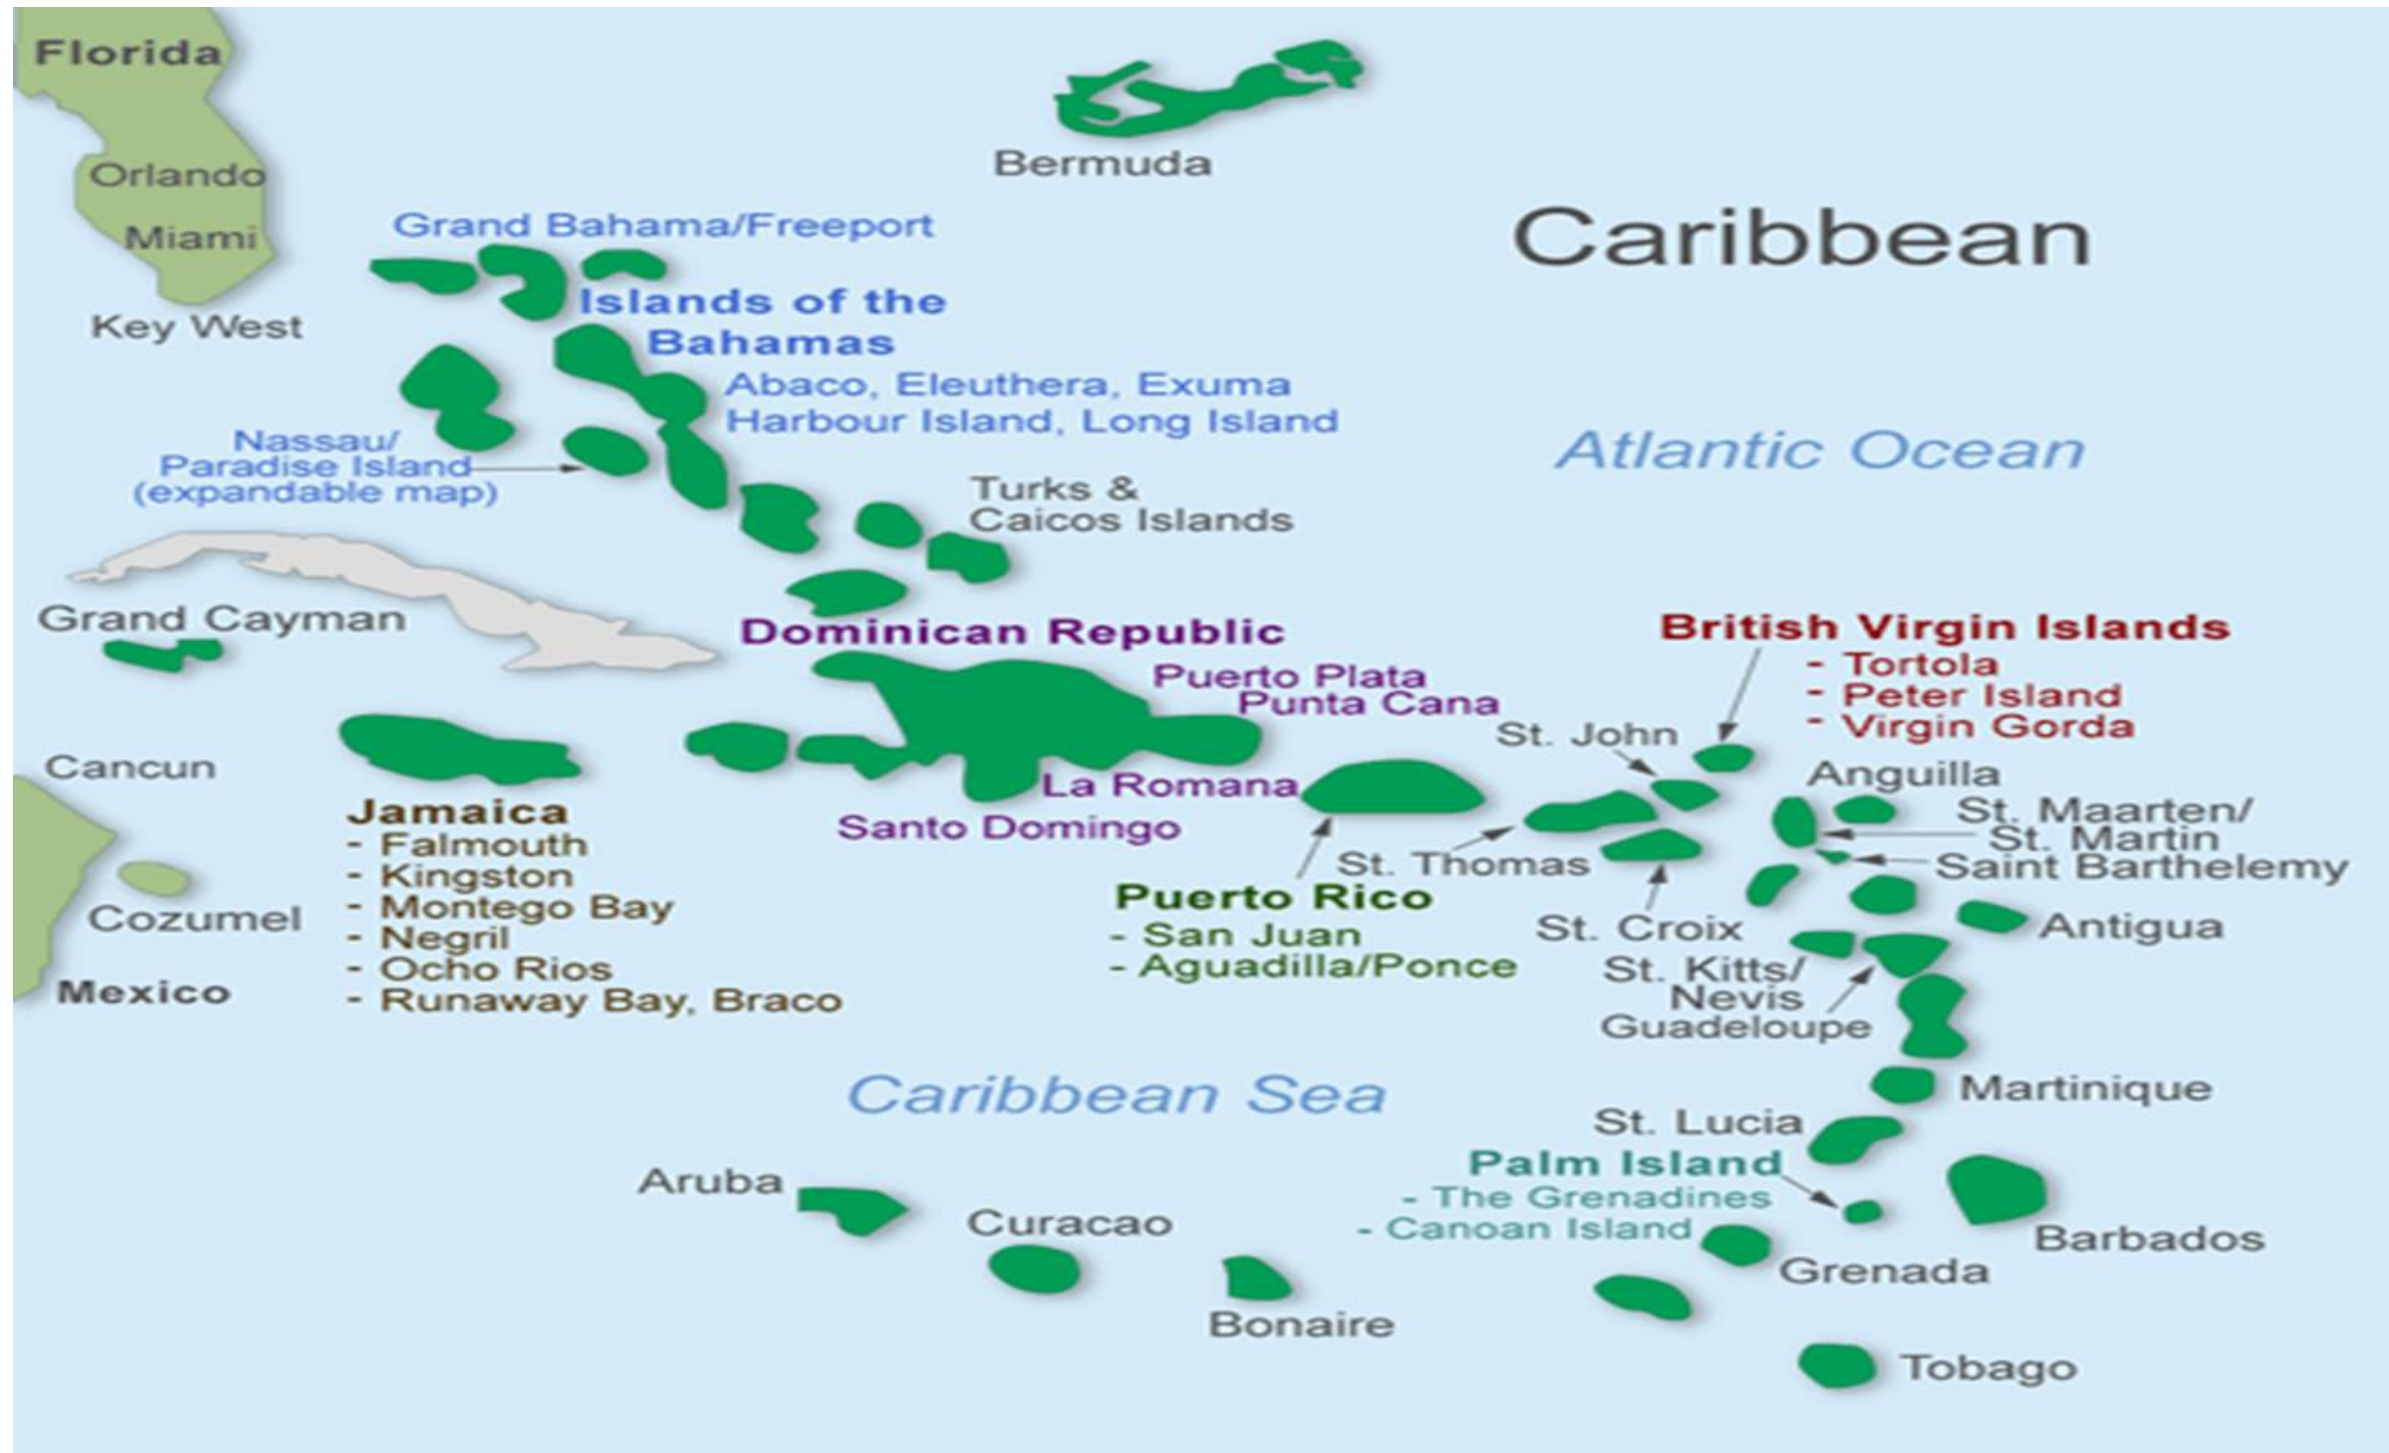 Florida
Bermuda
Orlando
Miami
Key West
Grand Bahama/Freeport
Caribbean
Islands of the
Bahamas
Abaco, Eleuthera, Exuma
Harbour Island, Long Island
Nassau/
Paradise Island
(expandable map)
Atlantic Ocean
Turks &
Caicos Islands
Grand Cayman
Dominican Republic
Puerto Plata
Punta Cana
La Romana
Santo Domingo
British Virgin Islands
- Tortola
- Peter Island
- Virgin Gorda
St. John
Anguilla
St. Maarten/
St. Martin
Saint Barthelemy
St. Thomas
St. Croix
Antigua
St. Kitts/
Nevis
Guadeloupe
Cancun
Cozumel
Mexico
Jamaica
- Falmouth
- Kingston
- Montego Bay
- Negril
- Ocho Rios
- Runaway Bay, Braco
Puerto Rico
- San Juan
- Aguadilla/Ponce
Caribbean Sea
Martinique
St. Lucia
Palm Island
- The Grenadines
- Canoan Island
Barbados
Grenada
Aruba
Curacao
Bonaire
Tobago